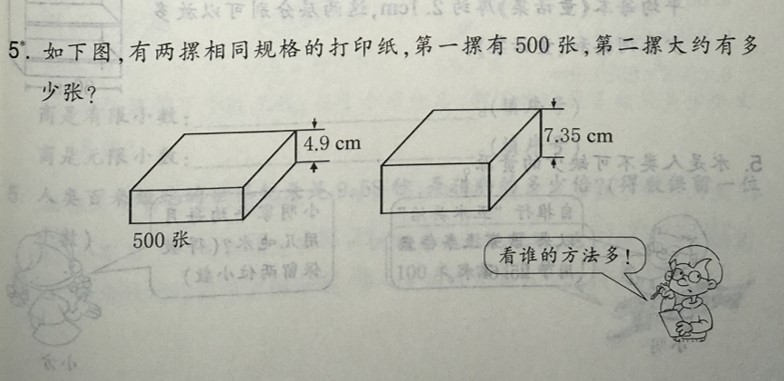 5*. 如下图,有两摞相同规格的打印纸,第一摞有 500 张,第二摞大约有多
少张?
4.9 cm
7.35 cm
500 张
看谁的方法多!